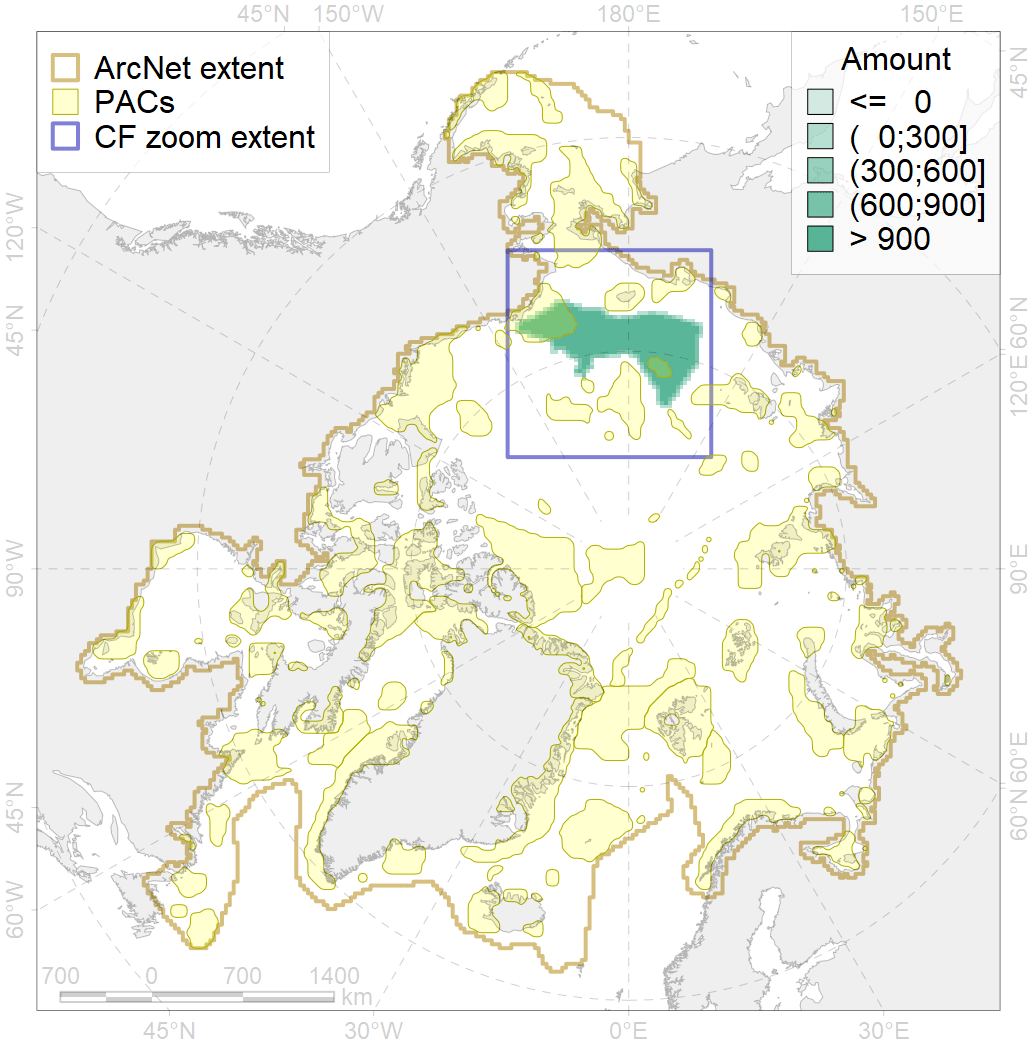 45°N 150°W 180°E 150°E
ArcNet extent
PACs
CF zoom extent
Amount
<= 0
( 0;300]
(300;600]
(600;900]
> 900
45°N
120°W
45°N
60°N
120°E
90°W
90°E
45°N
60°W
60°E
60°N
700 0 700 1400
km
45°N 30°W 0°E 30°E